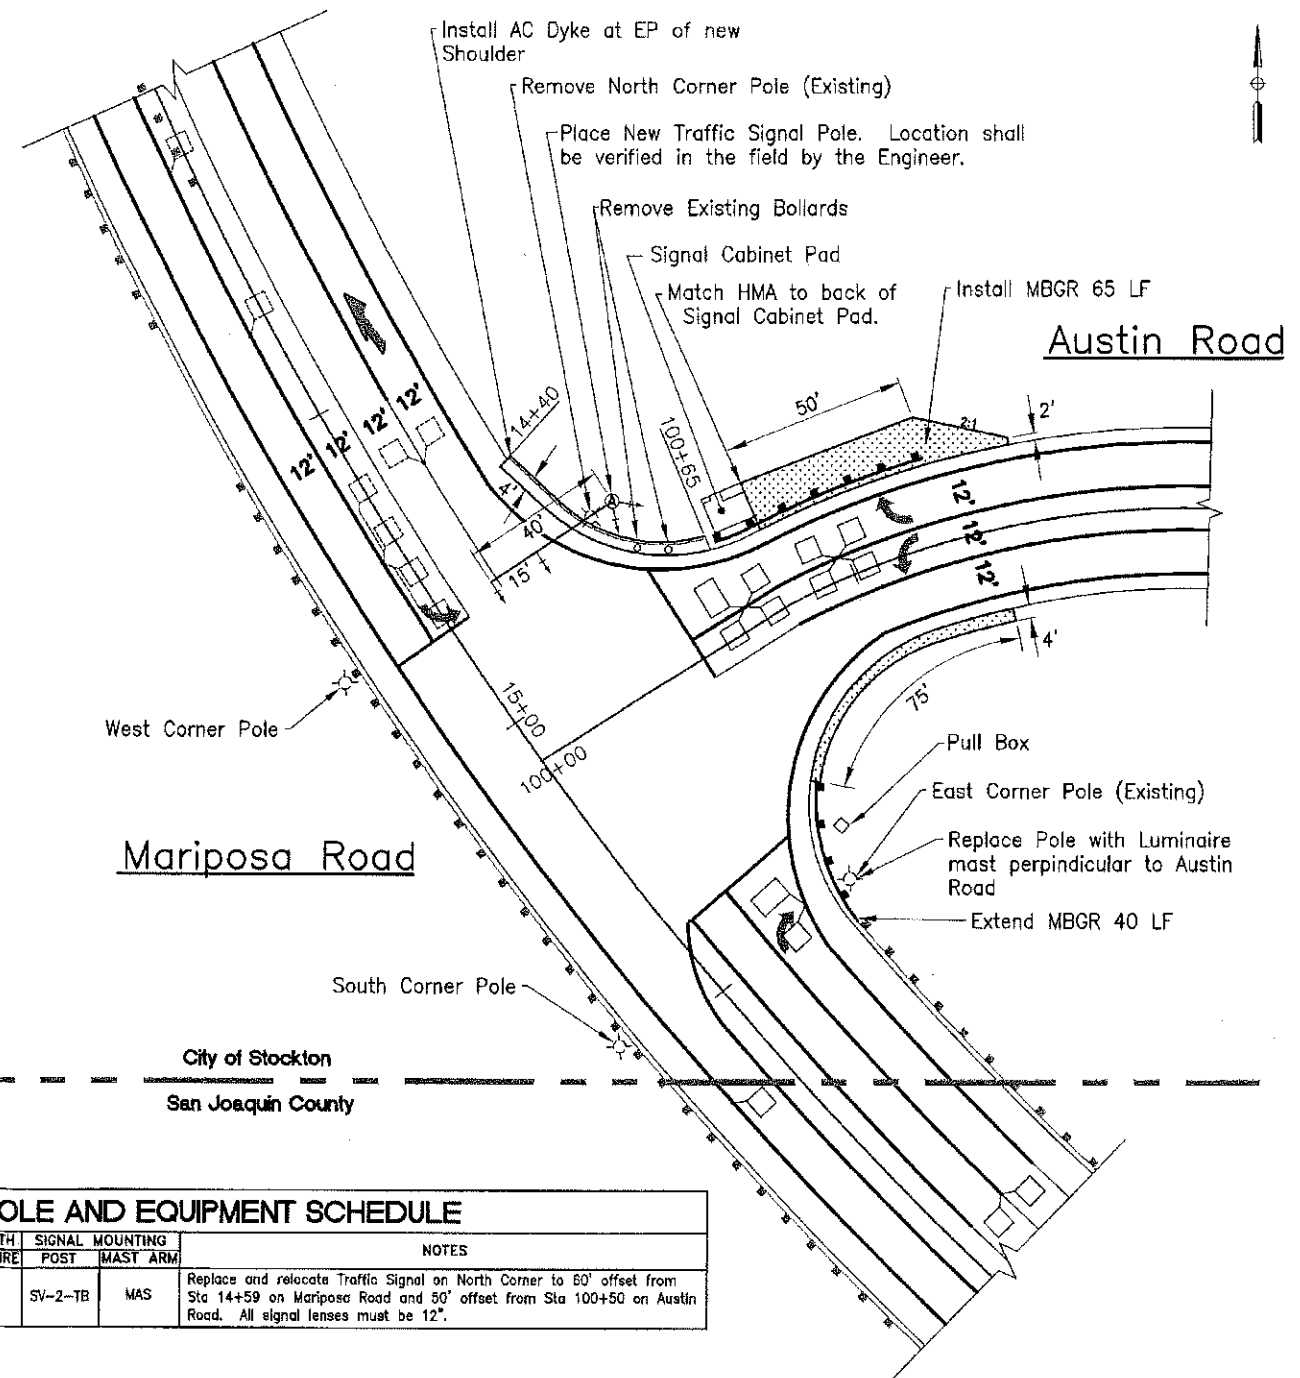 Install AC Dyke at EP of new
Shoulder
Remove North Corner Pole (Existing)
Place New Traffic Signal Pole. Location shall
be verified in the field by the Engineer.
Remove Existing Bollards
Signal Cabinet Pad
Match HMA to back of
Signal Cabinet Pad.
Install MBGR 65 LF
Austin Road
50'
2:1
2'
14+40
100+65
12'
12'
12'
12'
4'
40'
A
15'
12'
12'
12'
4'
75'
15+00
100+00
West Corner Pole
Pull Box
East Corner Pole (Existing)
Mariposa Road
Replace Pole with Luminaire
mast perpindicular to Austin
Road
Extend MBGR 40 LF
South Corner Pole
City of Stockton
San Joaquin County
OLE AND EQUIPMENT SCHEDULE
TH SIGNAL MOUNTING NOTES
IRE POST MAST ARM
SV-2-TB MAS
Replace and relocate Traffic Signal on North Corner to 60' offset from
Sta 14+59 on Mariposa Road and 50' offset from Sta 100+50 on Austin
Road. All signal lenses must be 12".